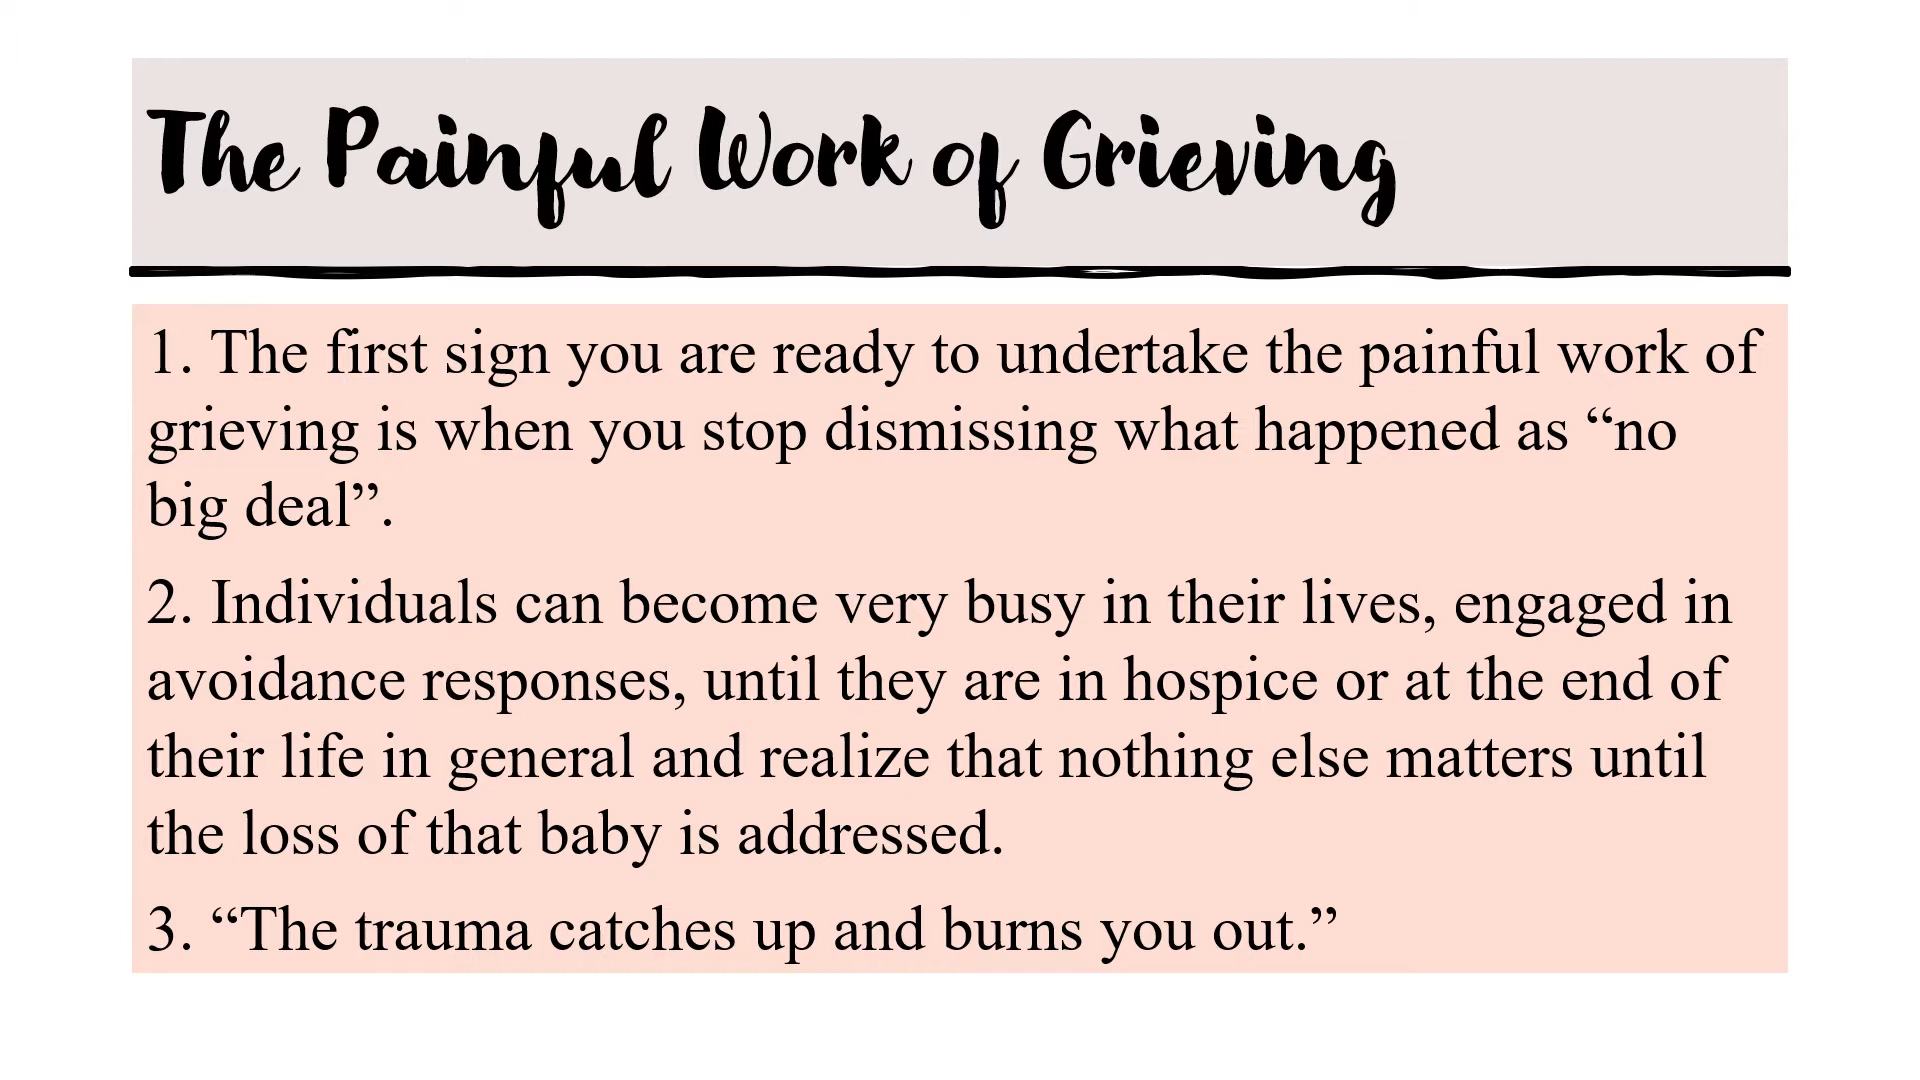 The Painful Work of Grieving
1. The first sign you are ready to undertake the painful work of
grieving is when you stop dismissing what happened as “no
big deal”.
2. Individuals can become very busy in their lives, engaged in
avoidance responses, until they are in hospice or at the end of
their life in general and realize that nothing else matters until
the loss of that baby is addressed.
3. “The trauma catches up and burns you out.”